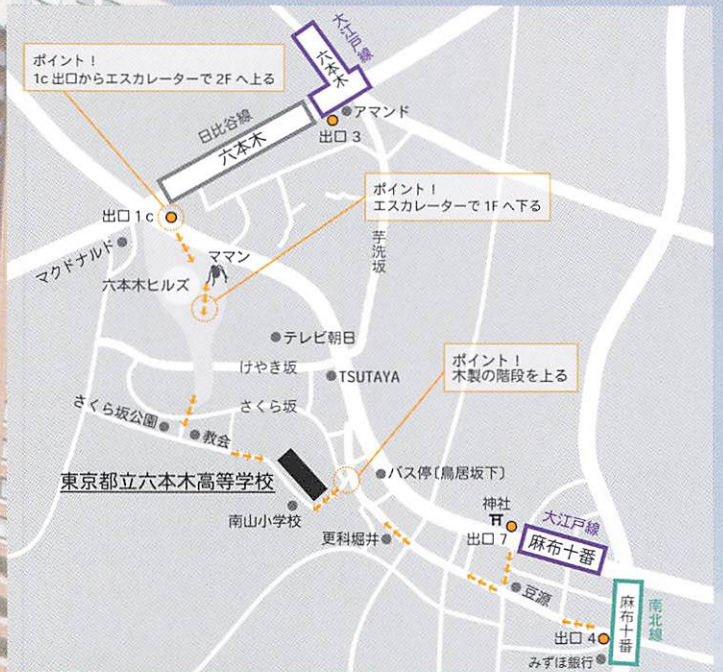 大江戸線
六本木
ポイント！
1c 出口からエスカレーターで 2F へ上る
アマンド
日比谷線
六本木
出口 3
ポイント！
エスカレーターで 1F へ下る
出口 1c
芋洗坂
マクドナルド
ママン
六本木ヒルズ
テレビ朝日
けやき坂
TSUTAYA
ポイント！
木製の階段を上る
さくら坂公園
さくら坂
教会
東京都立六本木高等学校
バス停〔鳥居坂下〕
南山小学校
神社
大江戸線
出口 7
麻布十番
更科堀井
豆源
麻布十番
南北線
出口 4
みずほ銀行